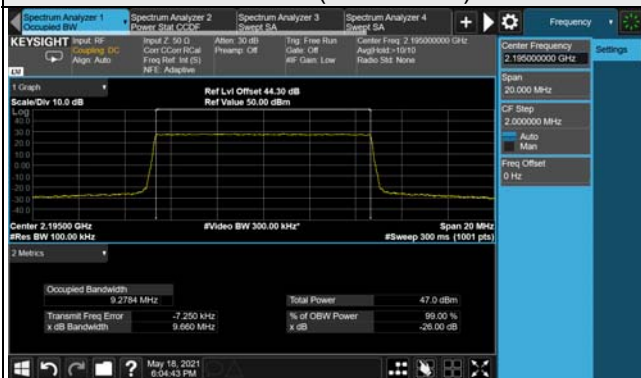 Spectrum Analyzer 1
Occupied BW
Spectrum Analyzer 2
Power Stat CCDF
Spectrum Analyzer 3
Swept SA
Spectrum Analyzer 4
Swept SA
Frequency
KEYSIGHT
Input: RF
Coupling: DC
Align: Auto
Input Z: 50 Ω
Corr CCorr RCal
Freq Ref: Int (S)
NFE: Adaptive
Atten: 30 dB
Preamp: Off
Trig: Free Run
Gate: Off
#IF Gain: Low
Center Freq: 2.195000000 GHz
Avg|Hold:>10/10
Radio Std: None
Center Frequency
2.195000000 GHz
Settings
Span
20.000 MHz
CF Step
2.000000 MHz
Auto
Man
Freq Offset
0 Hz
1 Graph
Scale/Div 10.0 dB
Ref Lvl Offset 44.30 dB
Ref Value 50.00 dBm
Log
40.0
30.0
20.0
10.0
0.00
-10.0
-20.0
-30.0
-40.0
Center 2.19500 GHz
#Res BW 100.00 kHz
#Video BW 300.00 kHz*
Span 20 MHz
#Sweep 300 ms (1001 pts)
2 Metrics
Occupied Bandwidth
9.2784 MHz
Total Power 47.0 dBm
Transmit Freq Error -7.250 kHz
% of OBW Power 99.00 %
x dB Bandwidth 9.660 MHz
x dB -26.00 dB
May 18, 2021
6:04:43 PM